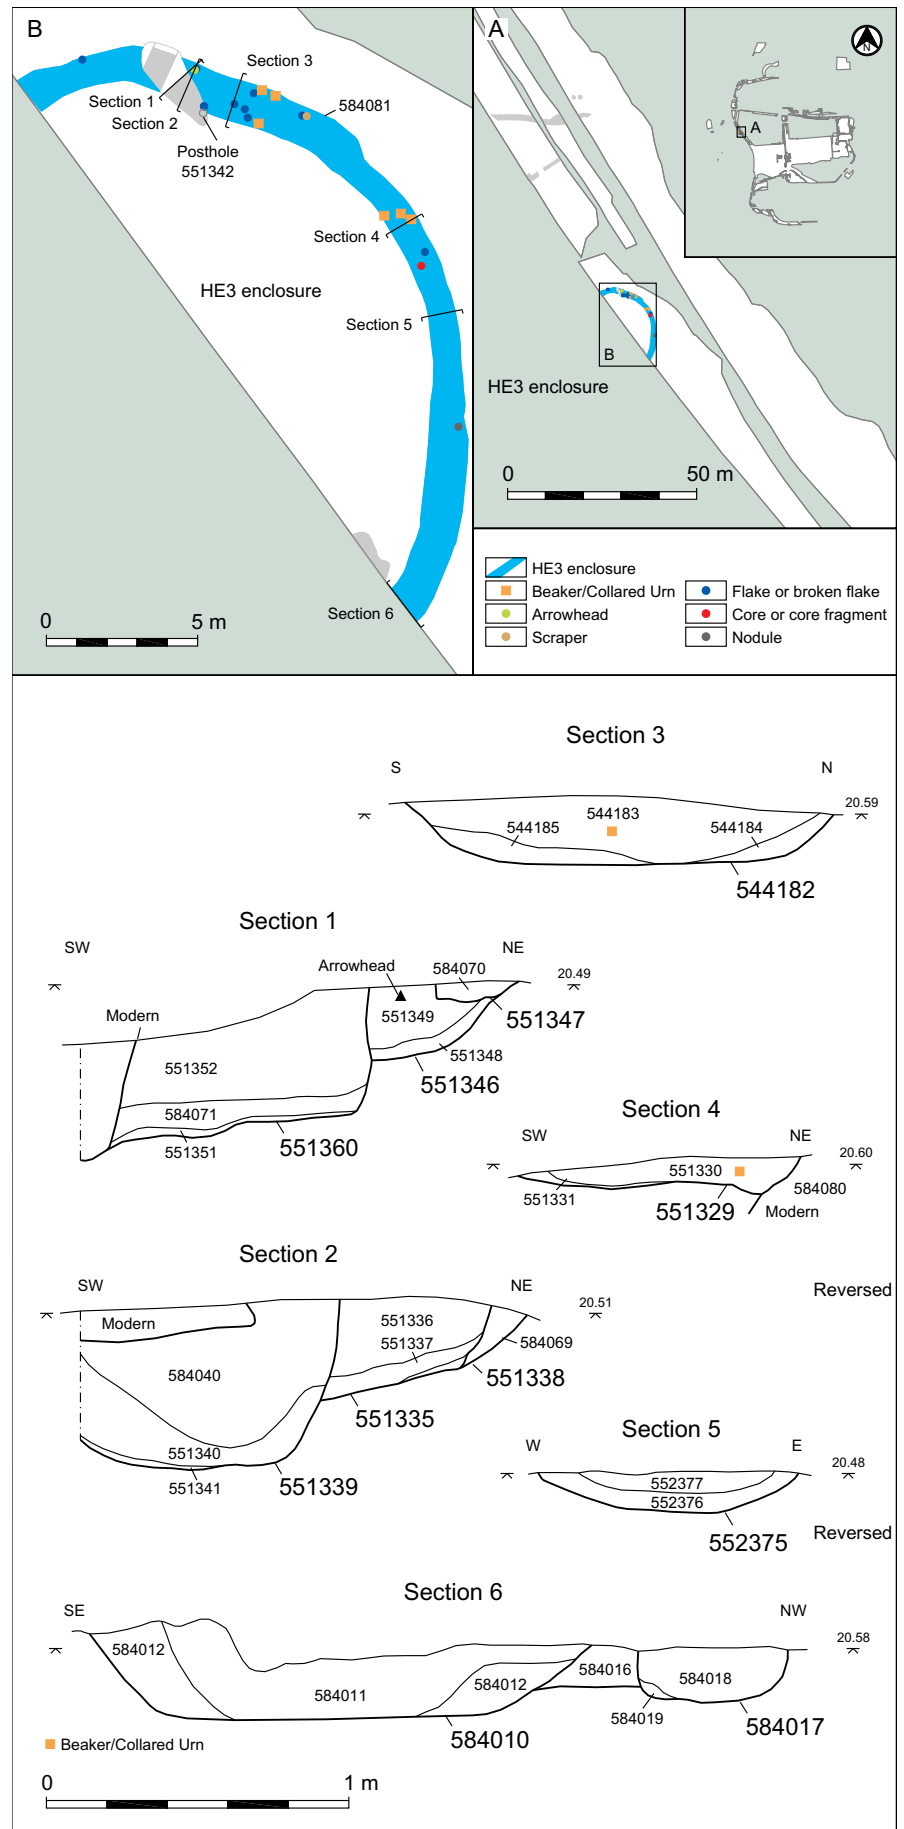 B
Section 3
Section 1
Section 2
584081
Posthole
551342
Section 4
HE3 enclosure
Section 5
Section 6
0 5 m
A
N
A
B
HE3 enclosure
0 50 m
HE3 enclosure
Beaker/Collared Urn
Arrowhead
Scraper
Flake or broken flake
Core or core fragment
Nodule
Section 3
S N
20.59
544183
544185 544184
544182
Section 1
SW NE
Arrowhead 584070 20.49
Modern
551349
551347
551348
551352
551346
584071
551351
551360
Section 4
SW NE
20.60
551330
551331
584080
551329
Modern
Section 2
SW NE
Reversed
20.51
Modern
551336
551337
584069
584040
551338
551335
551340
551341
551339
Section 5
W E
20.48
552377
552376
552375
Reversed
Section 6
SE NW
20.58
584012
584016
584018
584012
584011
584019
584010
584017
Beaker/Collared Urn
0 1 m